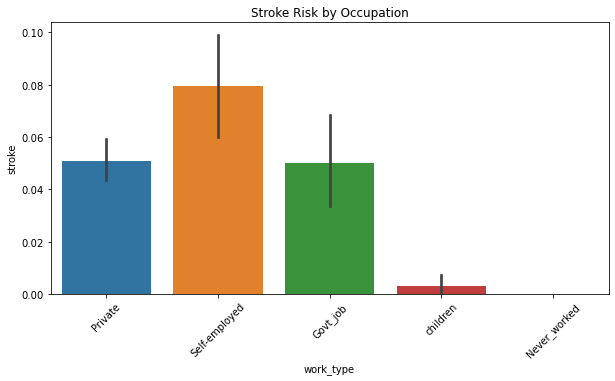 Stroke Risk by Occupation
0.10
0.08
0.06
0.04
0.02
0.00
stroke
Private
Self-employed
Govt_job
children
Never_worked
work_type